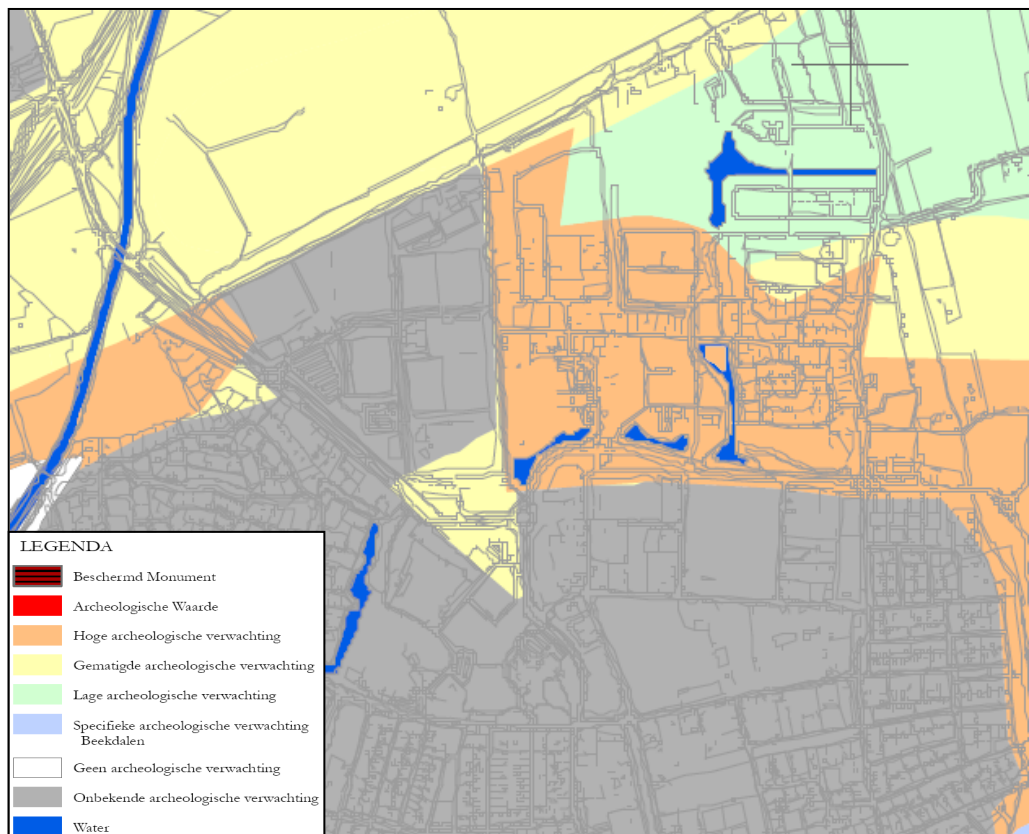 LEGENDA
Beschermd Monument
Archeologische Waarde
Hoge archeologische verwachting
Gematigde archeologische verwachting
Lage archeologische verwachting
Specifieke archeologische verwachting
Beekdalen
Geen archeologische verwachting
Onbekende archeologische verwachting
Water